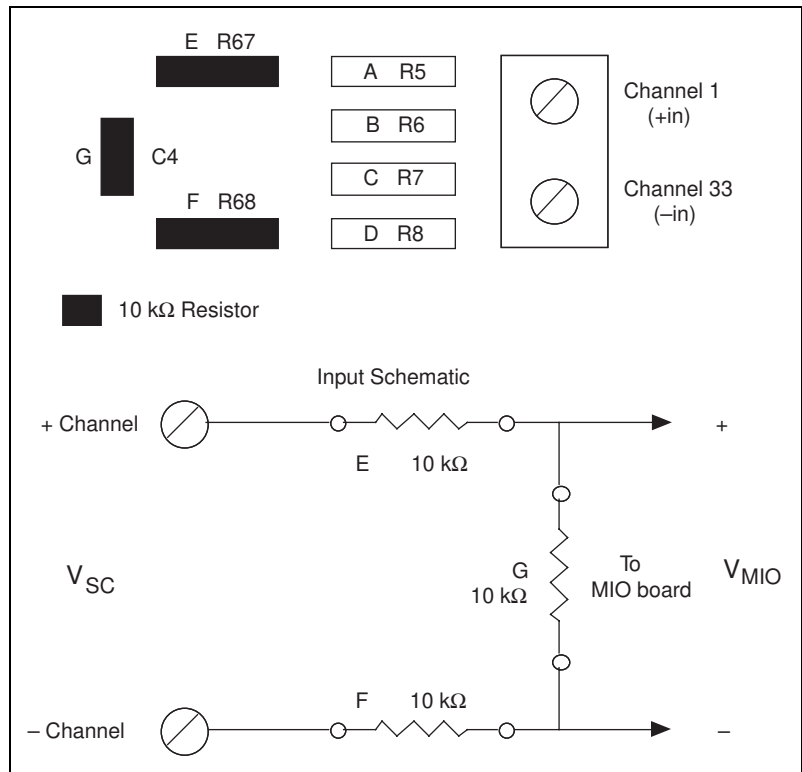 E R67
A R5
Channel 1
(+in)
B R6
G C4
C R7
Channel 33
(–in)
F R68
D R8
10 kΩ Resistor
Input Schematic
+ Channel
+
E 10 kΩ
V SC
G
10 kΩ
To
MIO board
V MIO
F 10 kΩ
– Channel
–